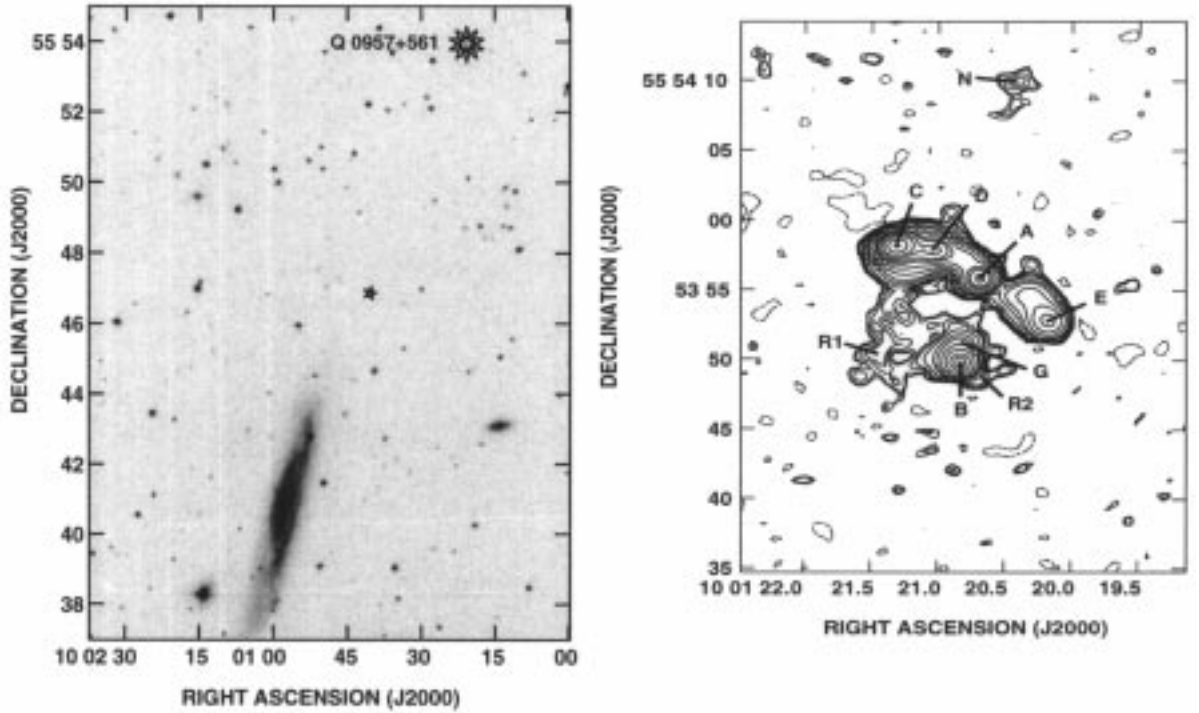 Q 0957+561
55 54
52
50
48
46
44
42
40
38
DECLINATION (J2000)
10 02 30 15 01 00 45 30 15 00
RIGHT ASCENSION (J2000)
55 54 10
05
00
53 55
50
45
40
35
DECLINATION (J2000)
N
C
D
A
E
R1
G
B
R2
10 01 22.0 21.5 21.0 20.5 20.0 19.5
RIGHT ASCENSION (J2000)